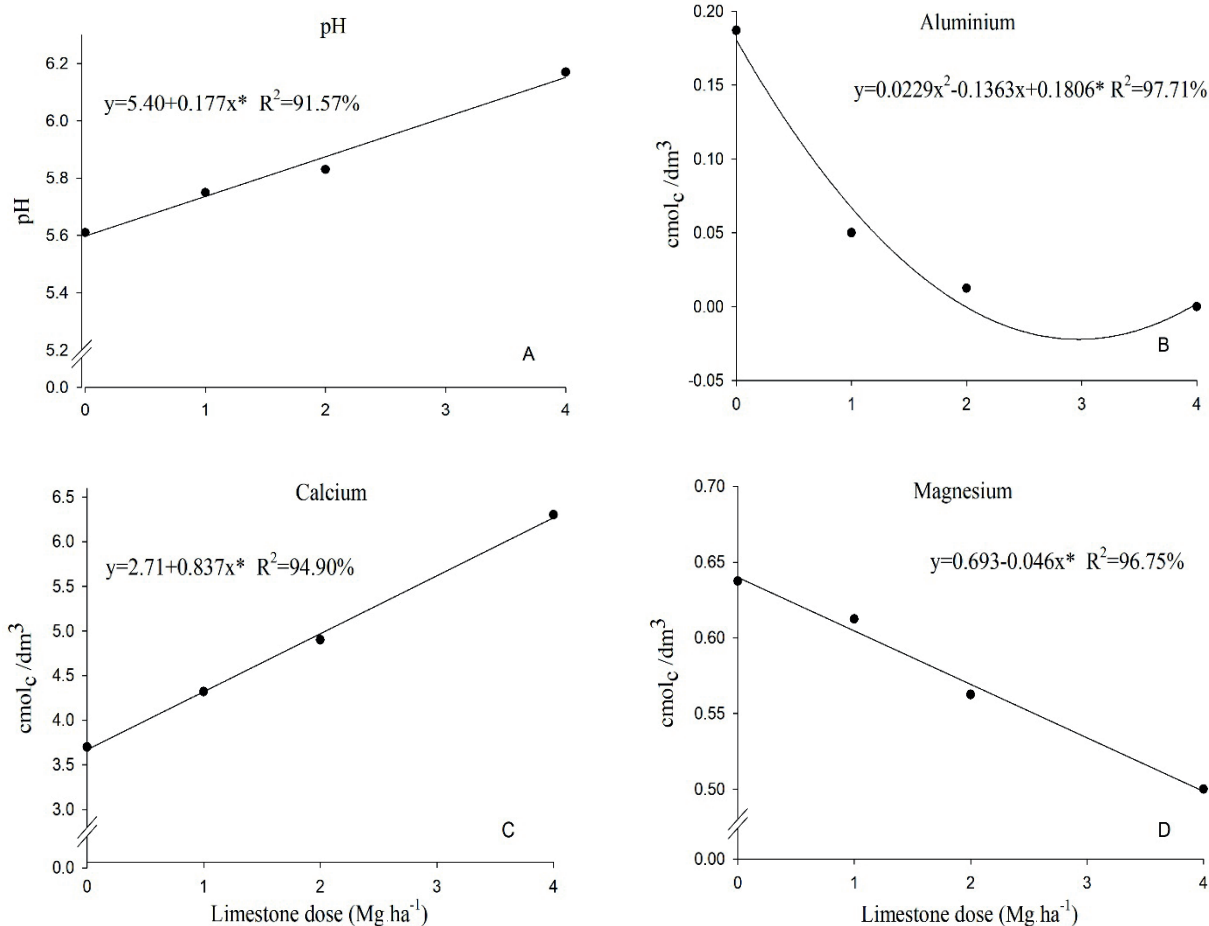 pH
6.2
y=5.40+0.177x* R²=91.57%
6.0
5.8
pH
5.6
5.4
5.2
A
0.0
0 1 2 3 4
0.20
Aluminium
0.15
y=0.0229x²-0.1363x+0.1806* R²=97.71%
cmolc /dm³
0.10
0.05
0.00
B
-0.05
0 1 2 3 4
6.5
Calcium
6.0
y=2.71+0.837x* R²=94.90%
5.5
5.0
cmolc /dm³
4.5
4.0
3.5
3.0
C
0.0
0 1 2 3 4
Limestone dose (Mg.ha⁻¹)
0.70
Magnesium
y=0.693-0.046x* R²=96.75%
0.65
cmolc /dm³
0.60
0.55
0.50
D
0.00
0 1 2 3 4
Limestone dose (Mg.ha⁻¹)